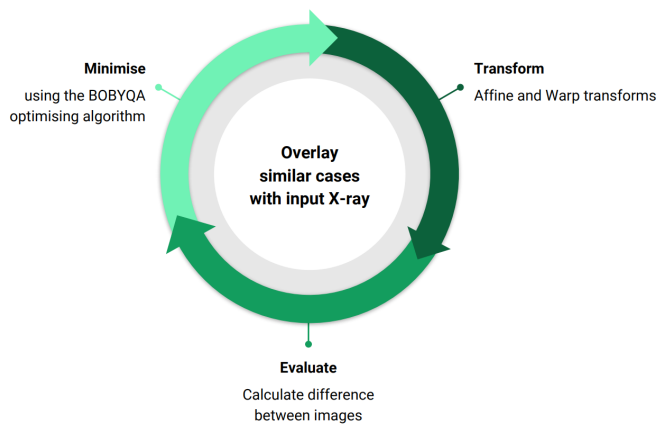 Minimise
using the BOBYQA
optimising algorithm
Transform
Affine and Warp transforms
Overlay
similar cases
with input X-ray
Evaluate
Calculate difference
between images